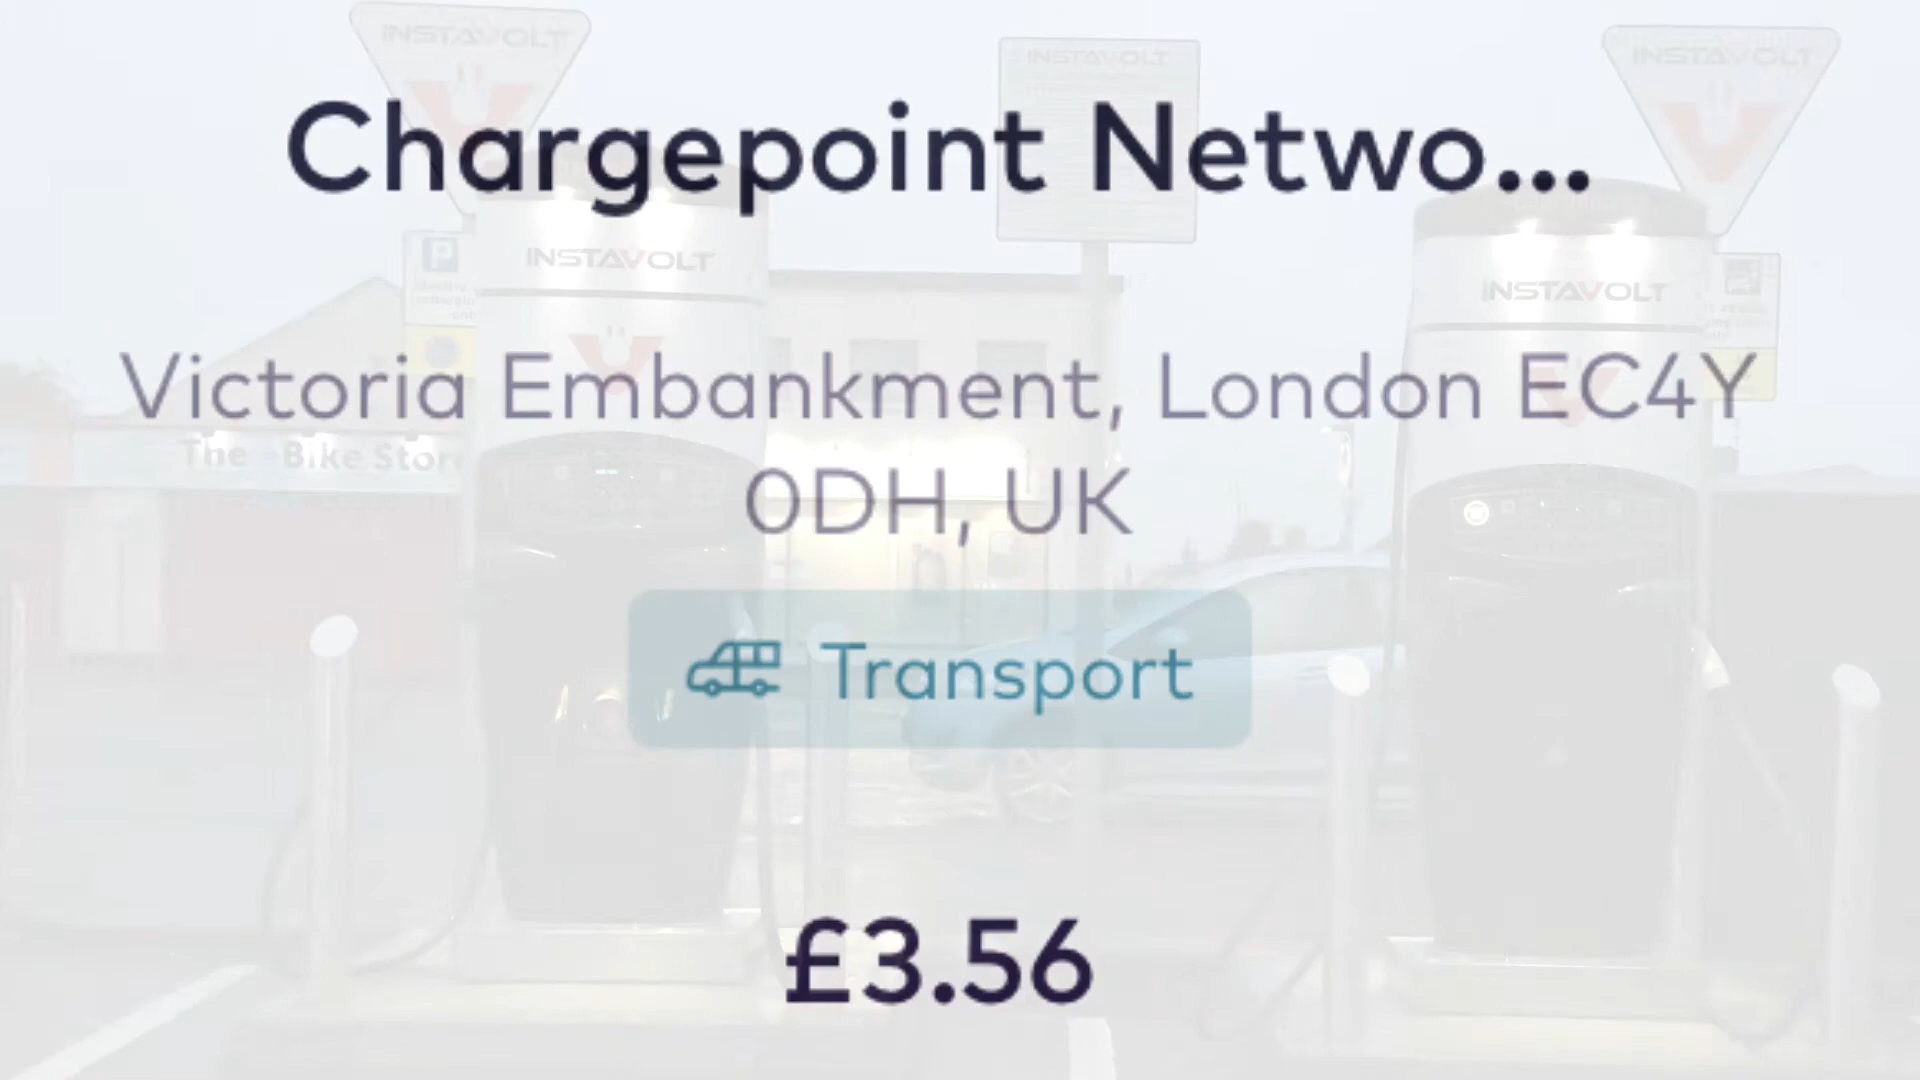 INSTAVOLT
INSTAVOLT
INSTAVOLT
Chargepoint Netwo...
P
INSTAVOLT
INSTAVOLT
Victoria Embankment, London EC4Y
The Bike Store
0DH, UK
Transport
£3.56